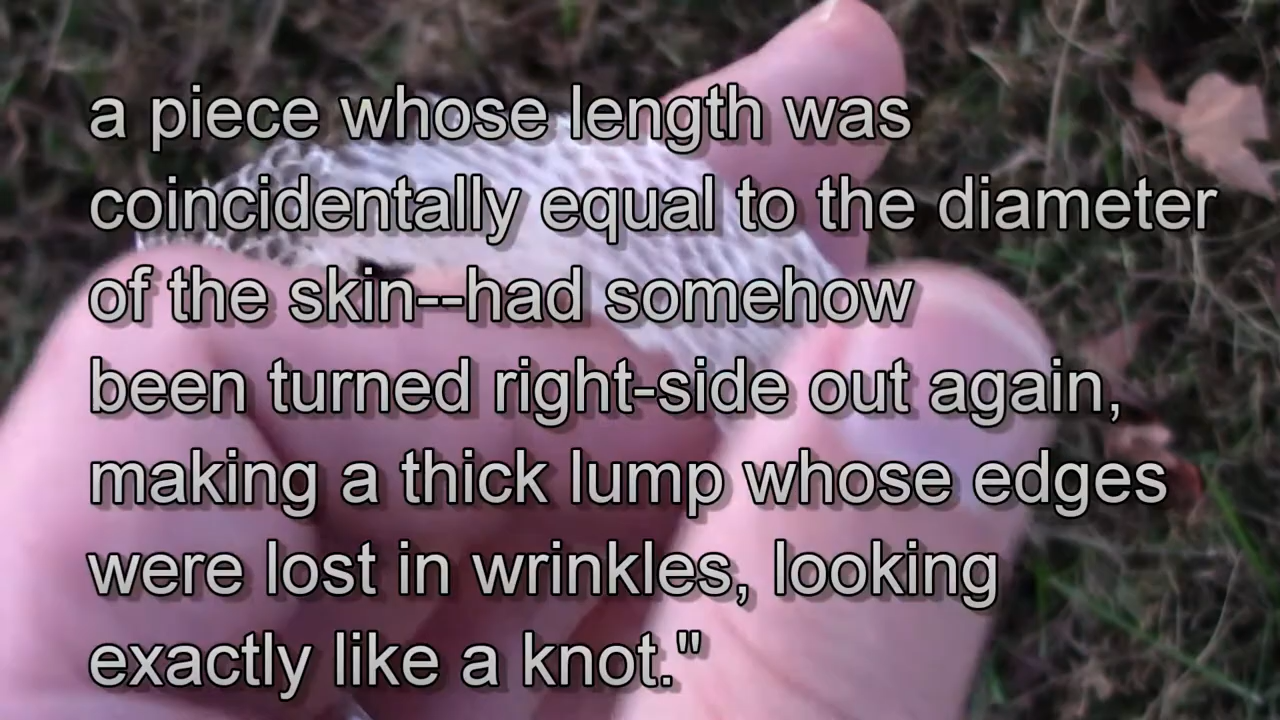 a piece whose length was
coincidentally equal to the diameter
of the skin--had somehow
been turned right-side out again,
making a thick lump whose edges
were lost in wrinkles, looking
exactly like a knot."